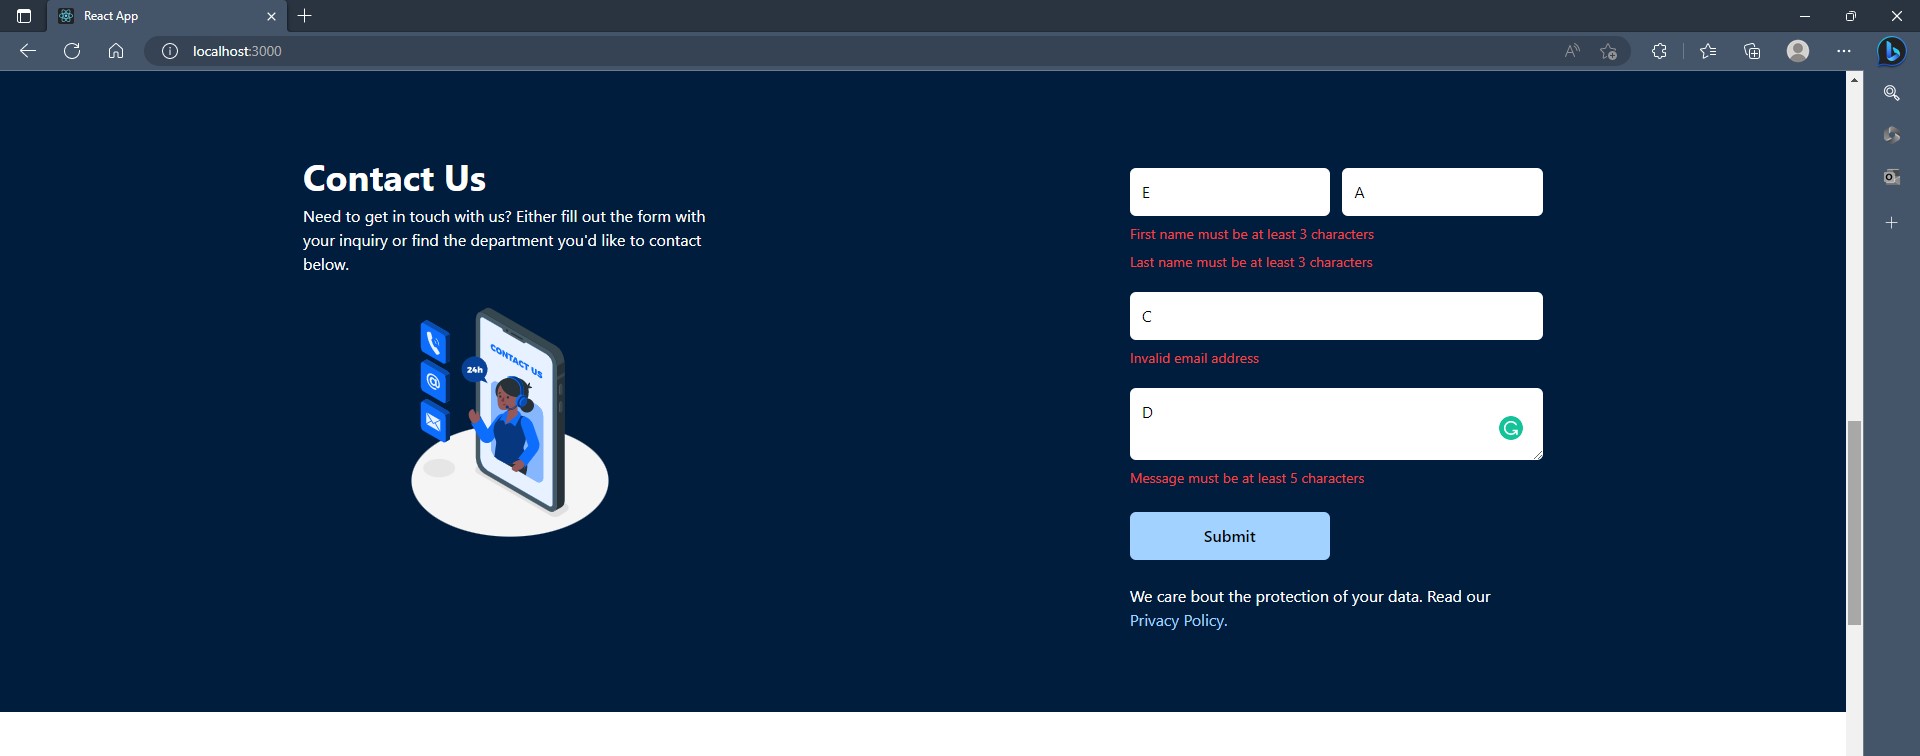 React App
localhost:3000
Contact Us
Need to get in touch with us? Either fill out the form with
your inquiry or find the department you'd like to contact
below.
CONTACT US
24h
E
A
First name must be at least 3 characters
Last name must be at least 3 characters
C
Invalid email address
D
Message must be at least 5 characters
Submit
We care bout the protection of your data. Read our
Privacy Policy.